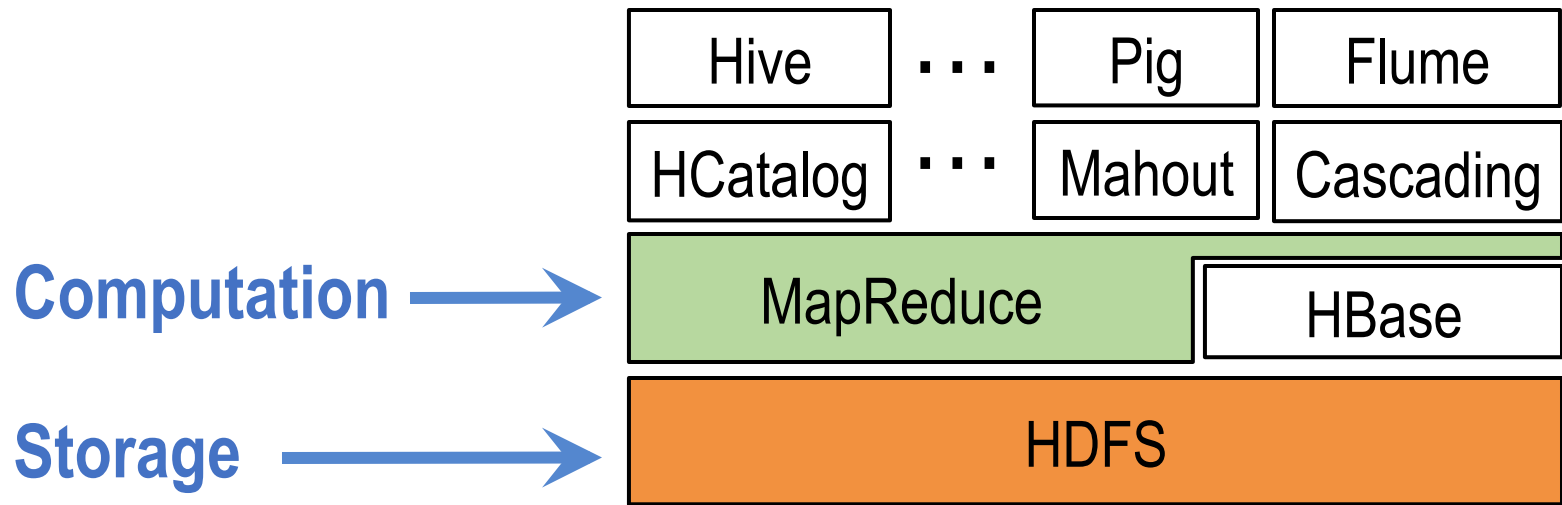 Hive ... Pig Flume
HCatalog ... Mahout Cascading
Computation MapReduce HBase
Storage HDFS